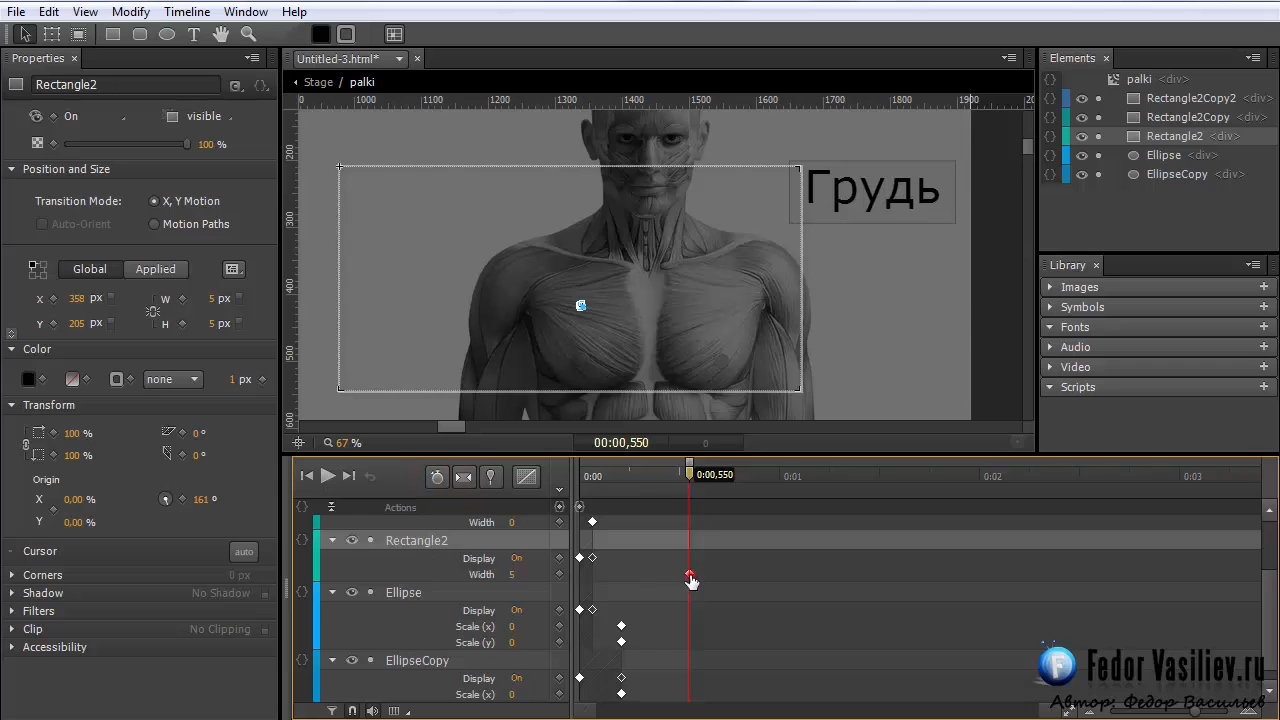 File Edit View Modify Timeline Window Help
Properties × Untitled-3.html* × Elements ×
Rectangle2
Stage / palki
palki <div>
On visible
Rectangle2Copy2 <div>
Rectangle2Copy <div>
Rectangle2 <div>
Ellipse <div>
EllipseCopy <div>
100 %
0 1000 1100 1200 1300 1400 1500 1600 1700 1800 1900 20
200
300
400
500
600
Position and Size
Transition Mode: X, Y Motion
Auto-Orient Motion Paths
Грудь
Global Applied
X 358 px W 5 px
Y 205 px H 5 px
Library ×
Images +
Symbols +
Fonts +
Audio +
Video +
Scripts +
Color
none 1 px
Transform
100 % 0 °
100 % 0 °
Origin
X 0,00 % 161 °
Y 0,00 %
Cursor auto
Corners 0 px
Shadow No Shadow
Filters
Clip No Clipping
Accessibility
67 % 00:00,550 0
0:00 0:00,550 0:01 0:02 0:03
Actions
Width 0
Rectangle2
Display On
Width 5
Ellipse
Display On
Scale (x) 0
Scale (y) 0
EllipseCopy
Display On
Scale (x) 0
Fedor Vasiliev.ru
Автор: Федор Васильев